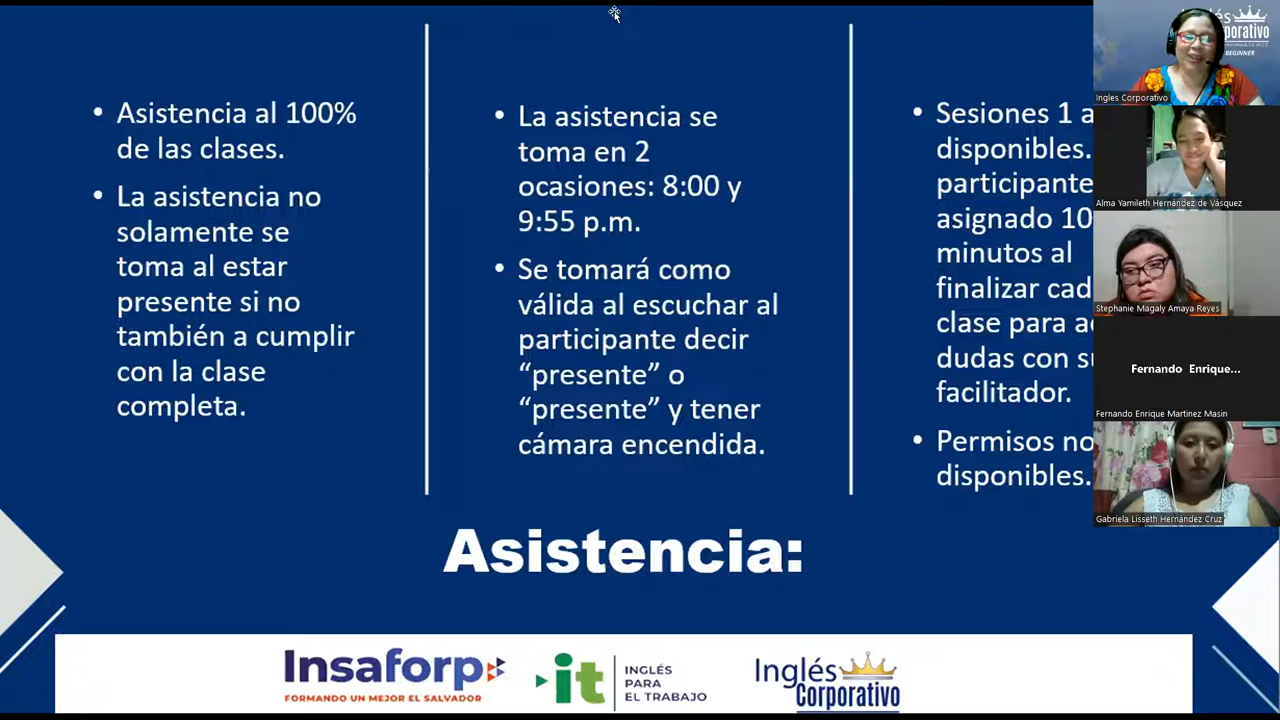 • Asistencia al 100%
de las clases.
• La asistencia no
solamente se
toma al estar
presente si no
también a cumplir
con la clase
completa.
• La asistencia se
toma en 2
ocasiones: 8:00 y
9:55 p.m.
• Se tomará como
válida al escuchar al
participante decir
“presente” o
“presente” y tener
cámara encendida.
• Sesiones 1 a
disponibles.
participante
asignado 10
minutos al
finalizar cad
clase para a
dudas con su
facilitador.
• Permisos no
disponibles.
Asistencia:
Insaforp
FORMANDO UN MEJOR EL SALVADOR
it
INGLÉS
PARA
EL TRABAJO
Inglés
Corporativo
BEGINNER
Ingles Corporativo
Alma Yamileth Hernández de Vásquez
Stephanie Magaly Amaya Reyes
Fernando Enrique...
Fernando Enrique Martinez Masin
Gabriela Lisseth Hernández Cruz